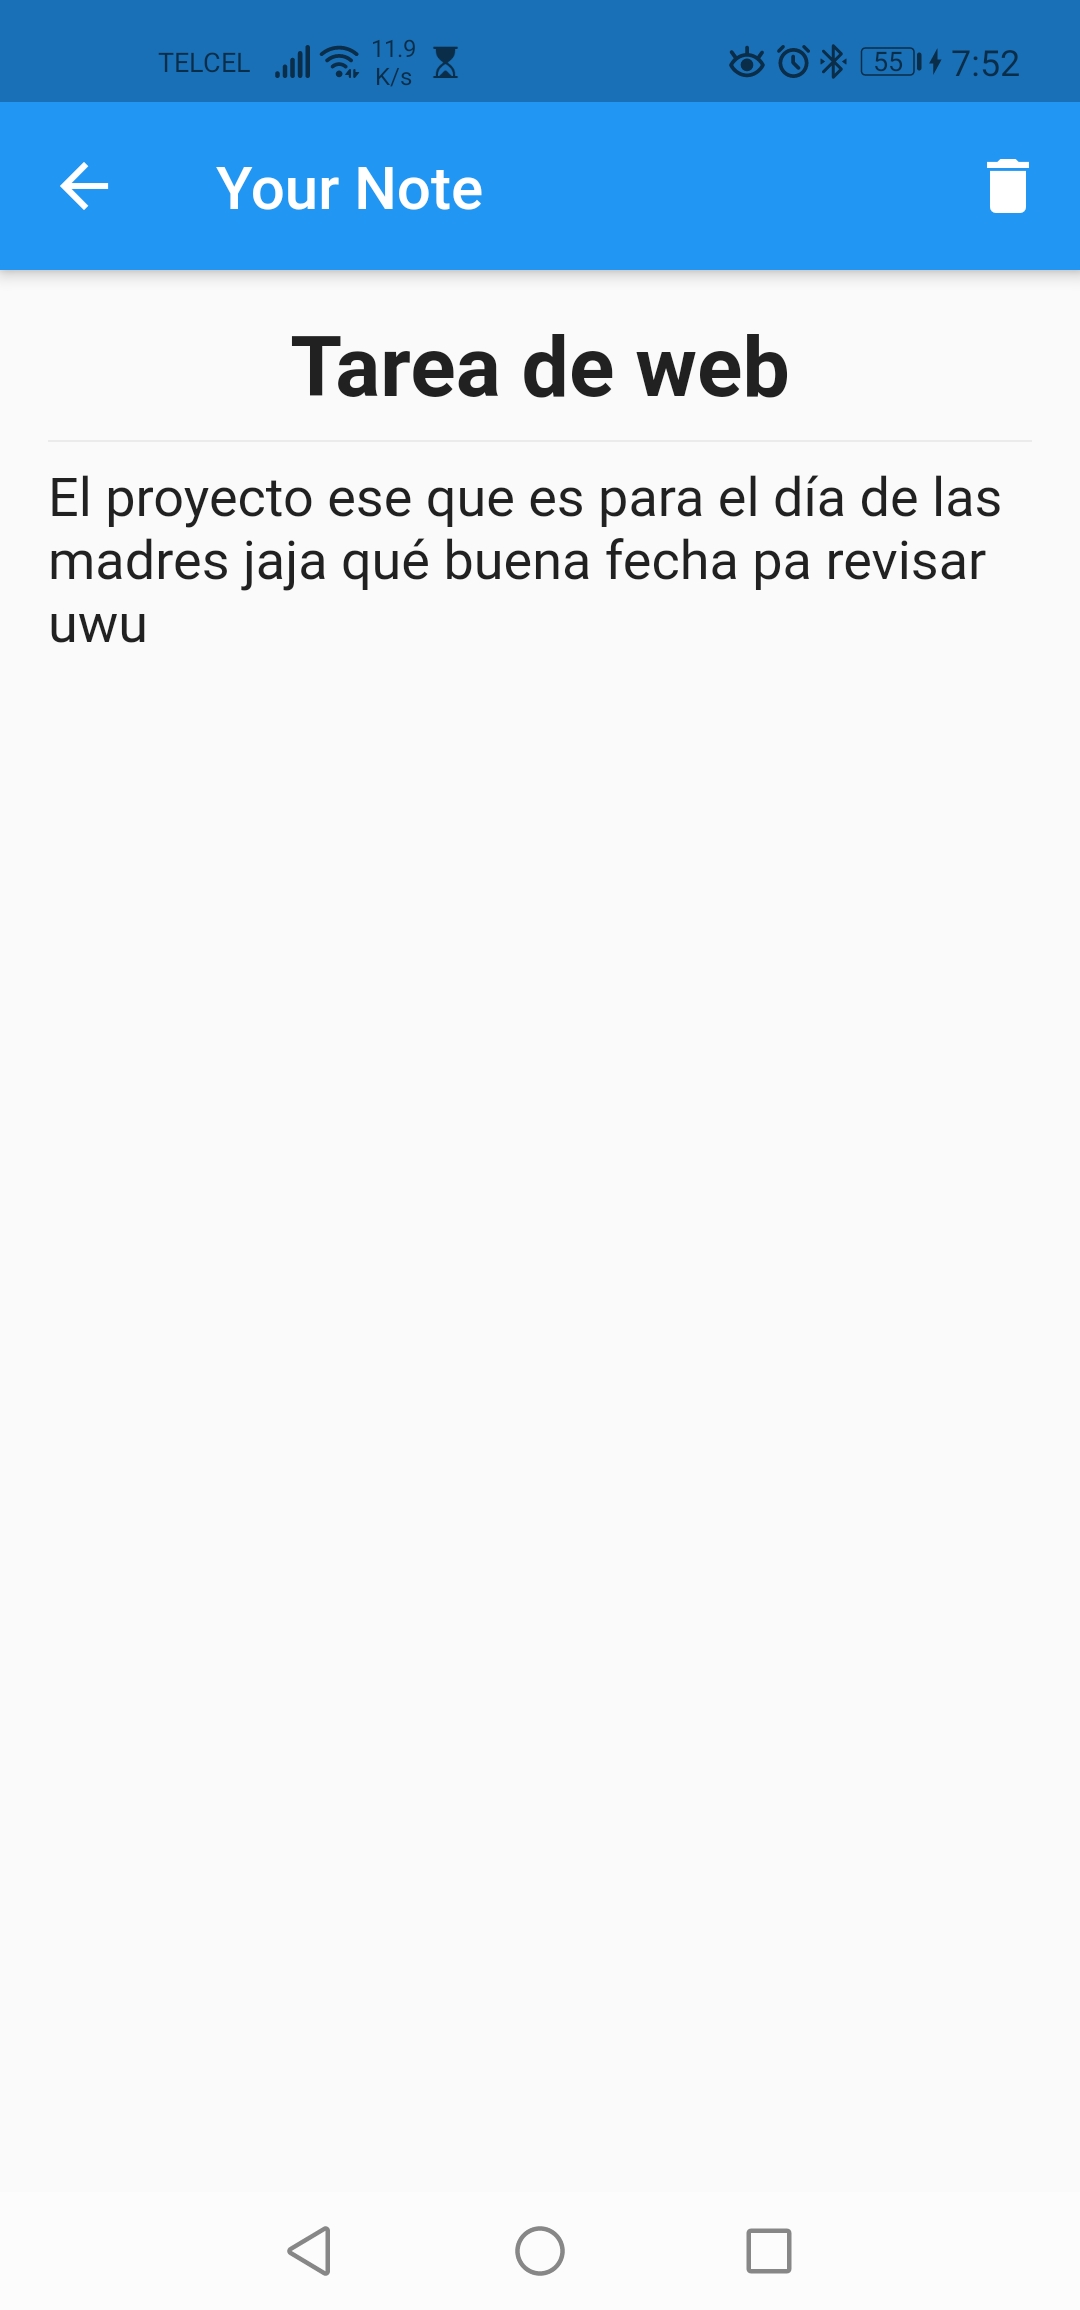 TELCEL 11.9 K/s 55 7:52
Your Note
Tarea de web
El proyecto ese que es para el día de las
madres jaja qué buena fecha pa revisar
uwu